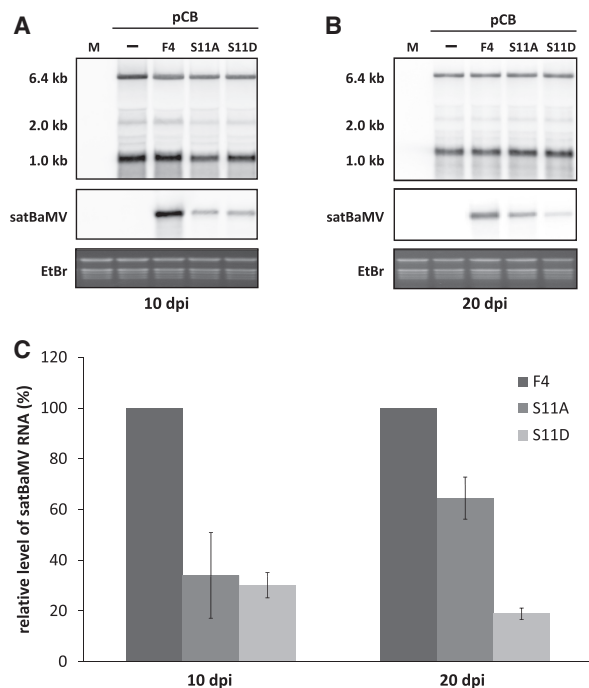 A
pCB
M – F4 S11A S11D
6.4 kb
2.0 kb
1.0 kb
satBaMV
EtBr
10 dpi
B
pCB
M – F4 S11A S11D
6.4 kb
2.0 kb
1.0 kb
satBaMV
EtBr
20 dpi
C
relative level of satBaMV RNA (%)
120
100
80
60
40
20
0
F4
S11A
S11D
10 dpi
20 dpi